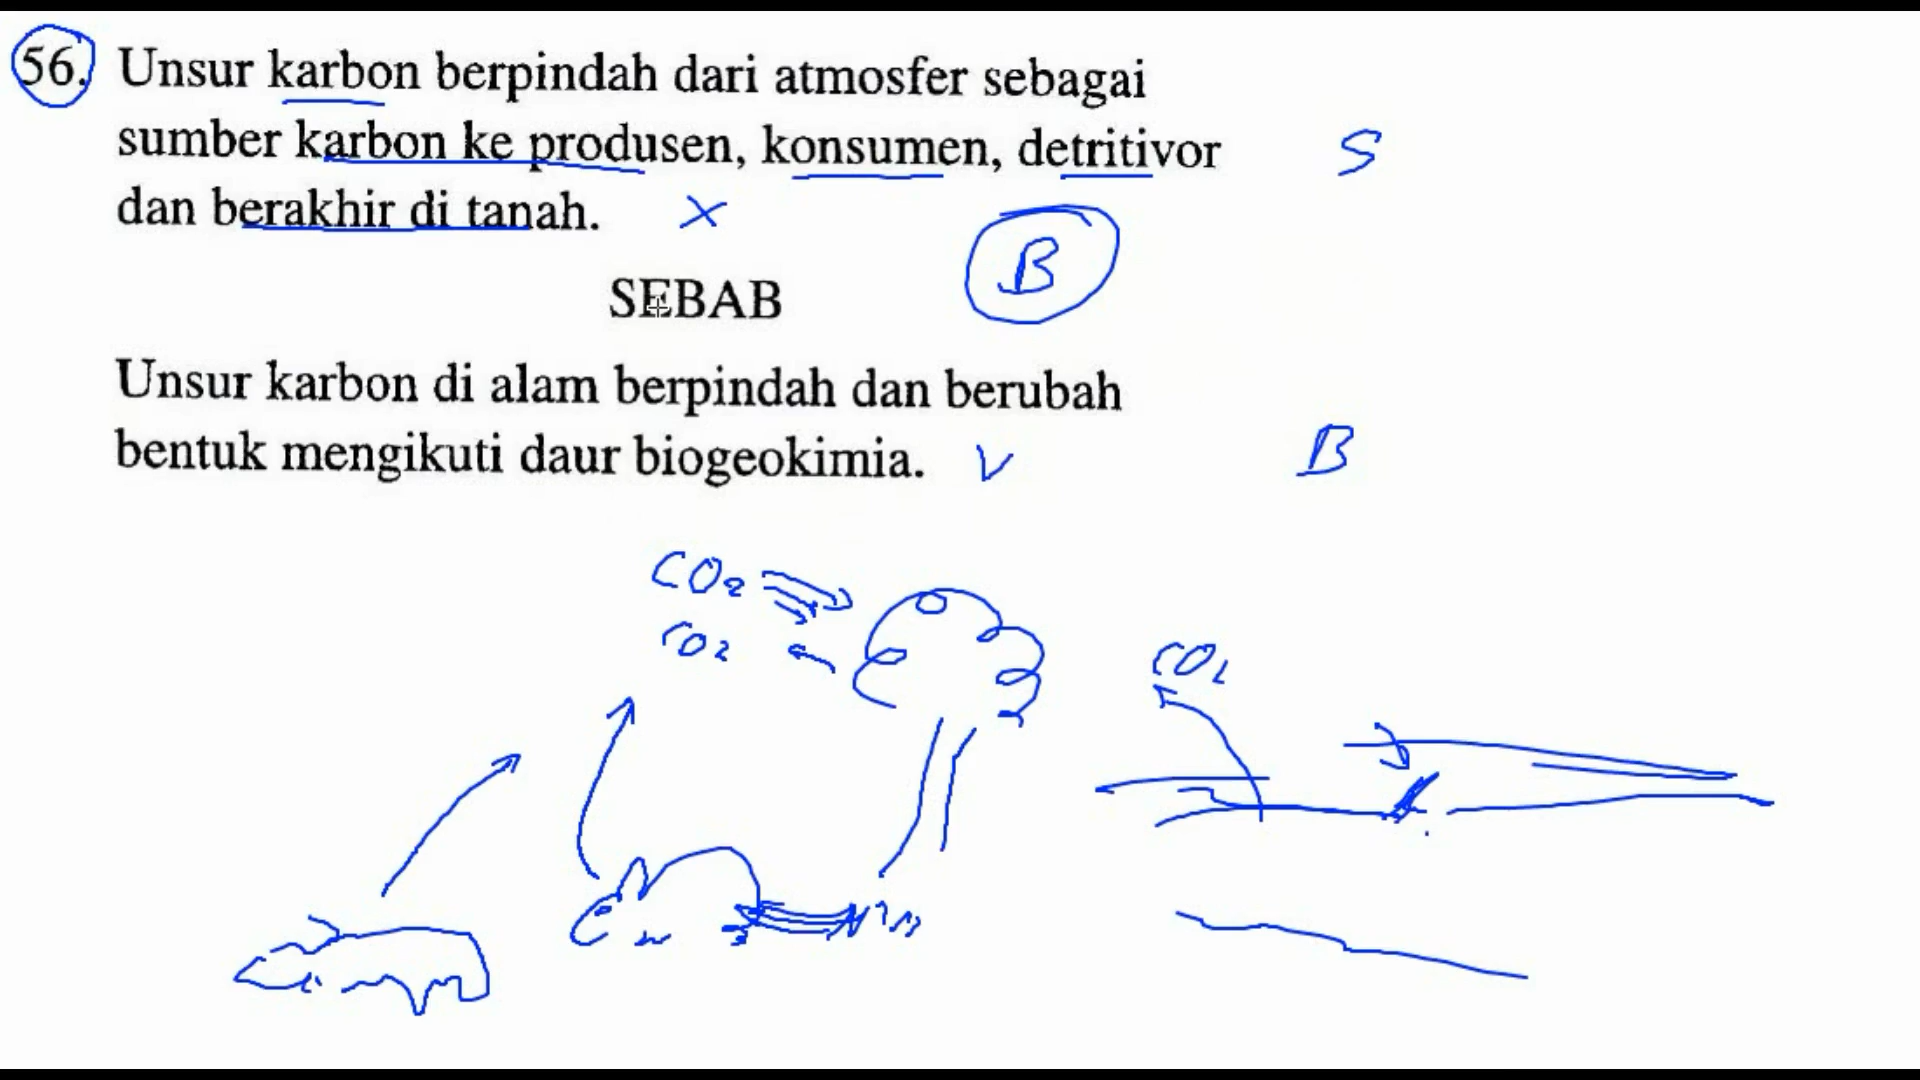 56. Unsur karbon berpindah dari atmosfer sebagai
sumber karbon ke produsen, konsumen, detritivor
S
dan berakhir di tanah.
X
B
SEBAB
Unsur karbon di alam berpindah dan berubah
bentuk mengikuti daur biogeokimia.
V
B
CO2
CO2
CO2